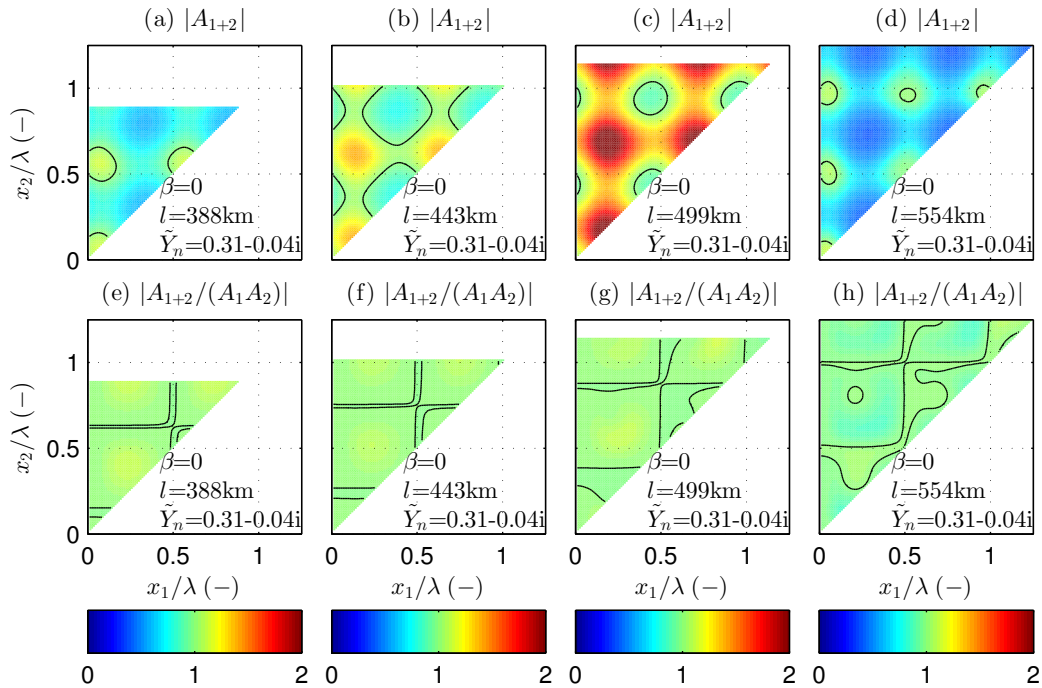 (a) |A₁₊₂|
(b) |A₁₊₂|
(c) |A₁₊₂|
(d) |A₁₊₂|
x₂/λ (−)
1
0.5
0
β=0
l=388km
Ỹₙ=0.31-0.04i
β=0
l=443km
Ỹₙ=0.31-0.04i
β=0
l=499km
Ỹₙ=0.31-0.04i
β=0
l=554km
Ỹₙ=0.31-0.04i
(e) |A₁₊₂/(A₁A₂)|
(f) |A₁₊₂/(A₁A₂)|
(g) |A₁₊₂/(A₁A₂)|
(h) |A₁₊₂/(A₁A₂)|
x₂/λ (−)
1
0.5
0
β=0
l=388km
Ỹₙ=0.31-0.04i
β=0
l=443km
Ỹₙ=0.31-0.04i
β=0
l=499km
Ỹₙ=0.31-0.04i
β=0
l=554km
Ỹₙ=0.31-0.04i
0 0.5 1
0 0.5 1
0 0.5 1
0 0.5 1
x₁/λ (−)
x₁/λ (−)
x₁/λ (−)
x₁/λ (−)
0 1 2
0 1 2
0 1 2
0 1 2